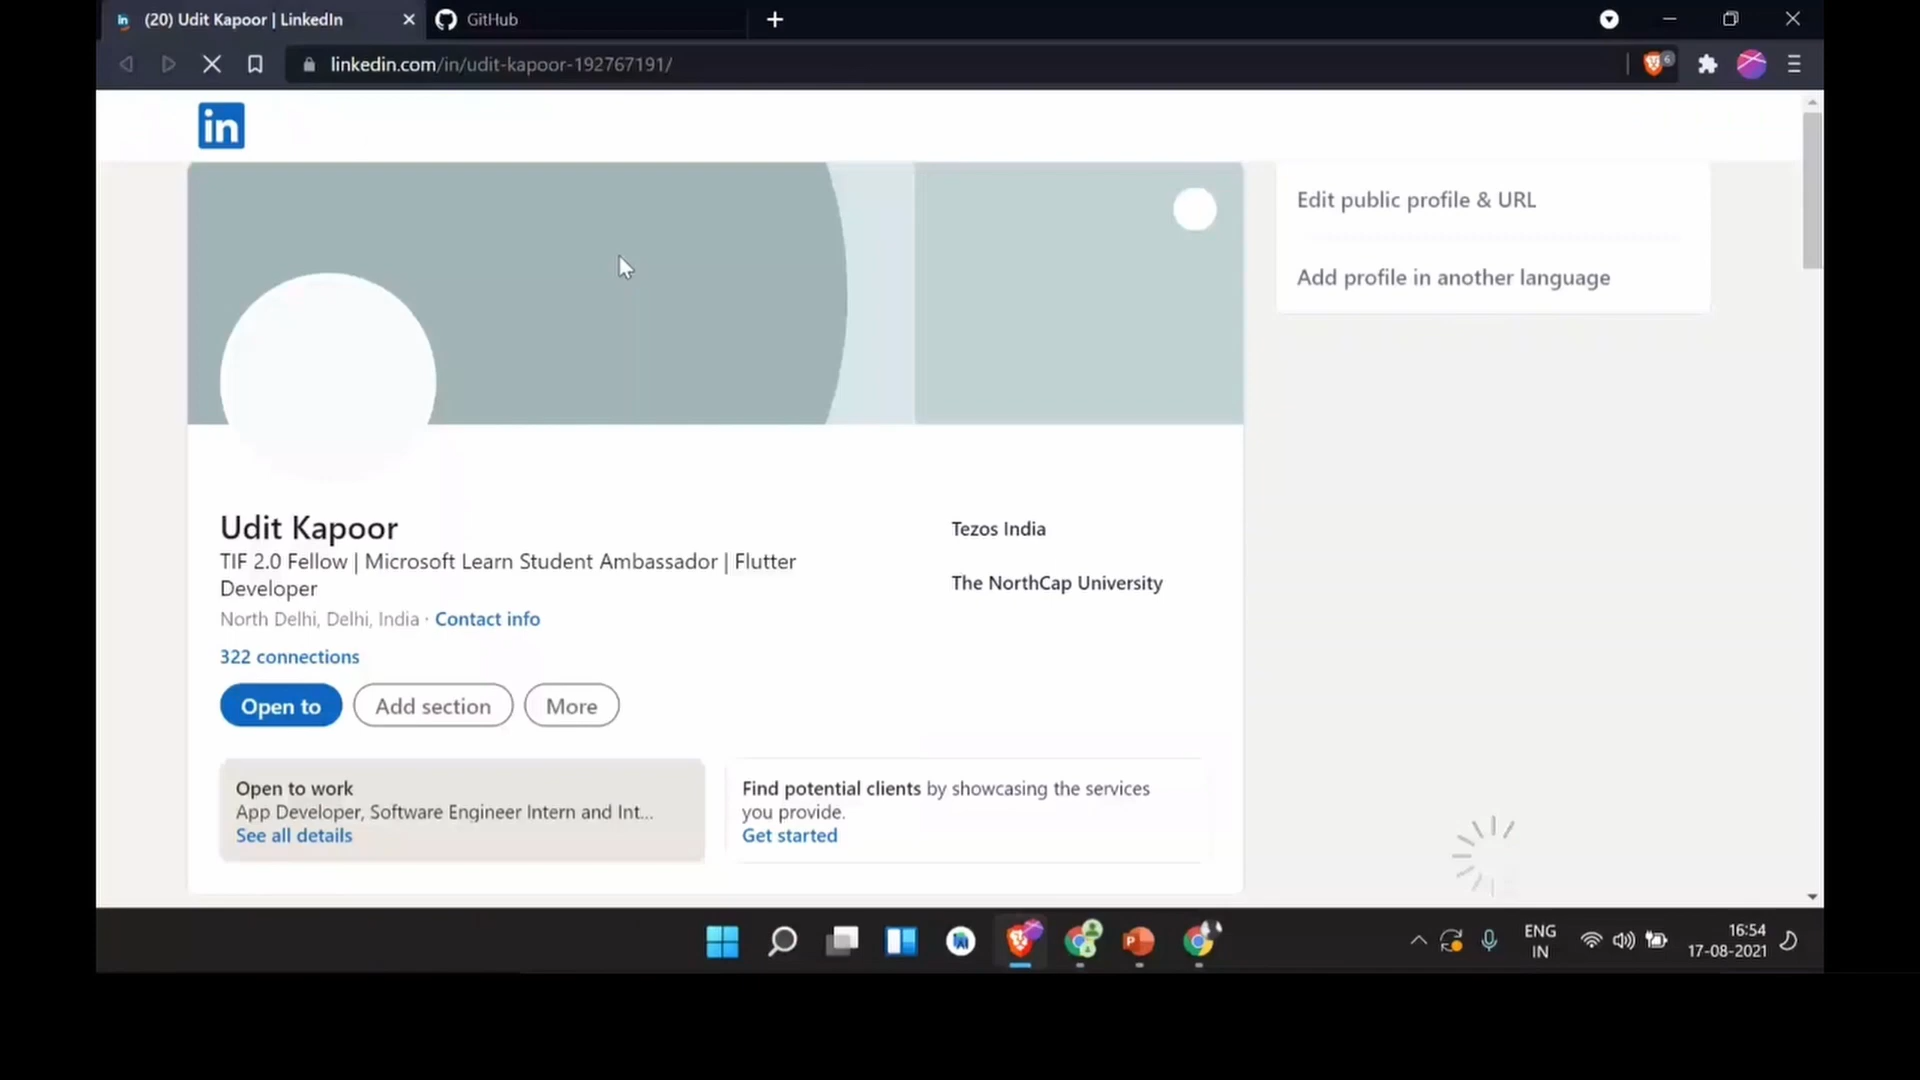 (20) Udit Kapoor | LinkedIn
GitHub
linkedin.com/in/udit-kapoor-192767191/
6
in
Edit public profile & URL
Add profile in another language
Udit Kapoor
TIF 2.0 Fellow | Microsoft Learn Student Ambassador | Flutter
Developer
North Delhi, Delhi, India · Contact info
322 connections
Tezos India
The NorthCap University
Open to
Add section
More
Open to work
App Developer, Software Engineer Intern and Int...
See all details
Find potential clients by showcasing the services
you provide.
Get started
ENG
IN
16:54
17-08-2021